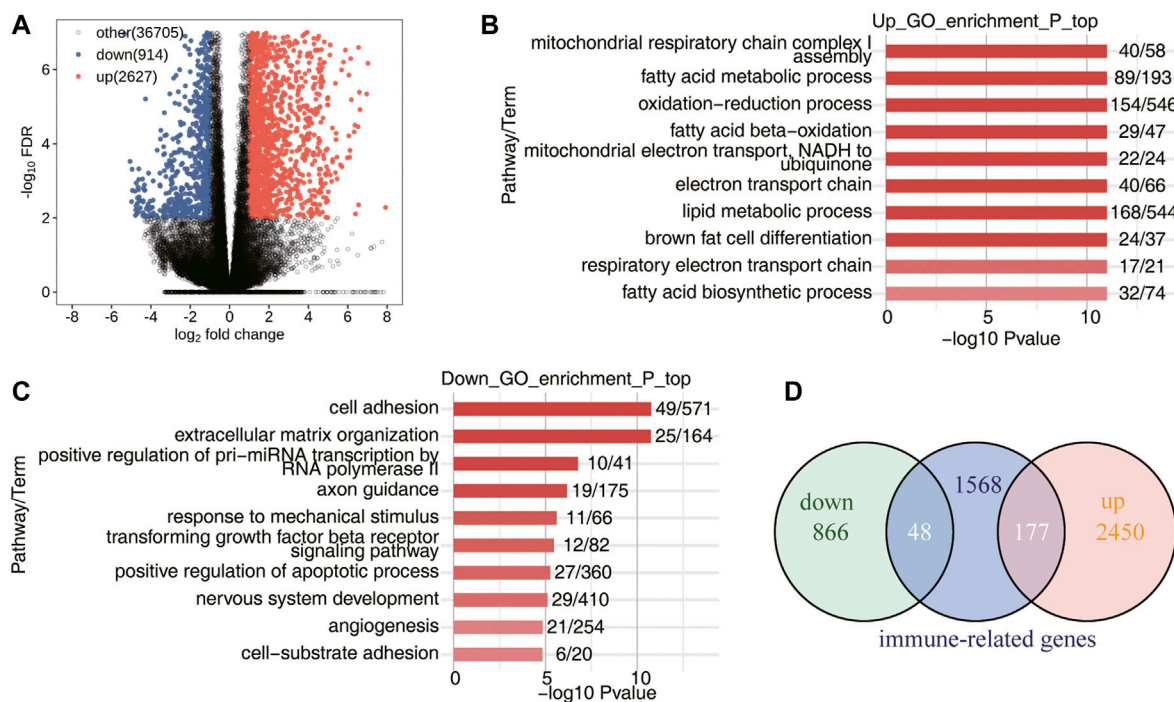 A
other(36705)
down(914)
up(2627)
6
4
2
0
-log10 FDR
-8
-6
-4
-2
0
2
4
6
8
log2 fold change
B
Up_GO_enrichment_P_top
Pathway/Term
mitochondrial respiratory chain complex I
assembly
40/58
fatty acid metabolic process
89/193
oxidation-reduction process
154/546
fatty acid beta-oxidation
29/47
mitochondrial electron transport, NADH to
ubiquinone
22/24
electron transport chain
40/66
lipid metabolic process
168/544
brown fat cell differentiation
24/37
respiratory electron transport chain
17/21
fatty acid biosynthetic process
32/74
0
5
10
−log10 Pvalue
C
Down_GO_enrichment_P_top
Pathway/Term
cell adhesion
49/571
extracellular matrix organization
25/164
positive regulation of pri-miRNA transcription by
RNA polymerase II
10/41
axon guidance
19/175
response to mechanical stimulus
11/66
transforming growth factor beta receptor
signaling pathway
12/82
positive regulation of apoptotic process
27/360
nervous system development
29/410
angiogenesis
21/254
cell-substrate adhesion
6/20
0
5
10
−log10 Pvalue
D
down
866
48
1568
177
up
2450
immune-related genes